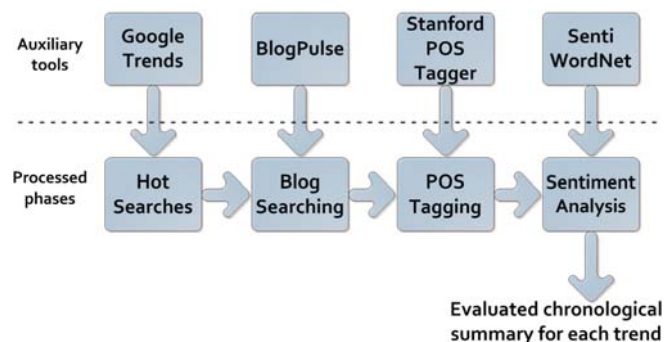 Auxiliary
tools
Google
Trends
BlogPulse
Stanford
POS
Tagger
Senti
WordNet
Processed
phases
Hot
Searches
Blog
Searching
POS
Tagging
Sentiment
Analysis
Evaluated chronological
summary for each trend